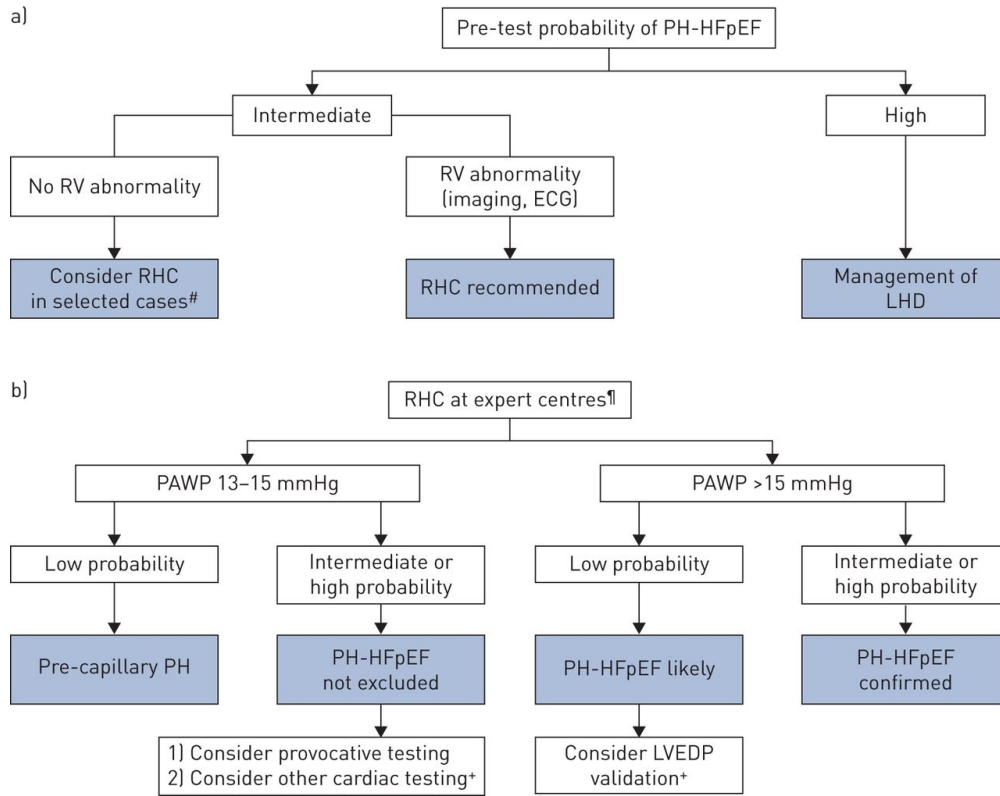 a)
Pre-test probability of PH-HFpEF
Intermediate
High
No RV abnormality
RV abnormality
(imaging, ECG)
Consider RHC
in selected cases#
RHC recommended
Management of
LHD
b)
RHC at expert centres¶
PAWP 13–15 mmHg
PAWP >15 mmHg
Low probability
Intermediate or
high probability
Low probability
Intermediate or
high probability
Pre-capillary PH
PH-HFpEF
not excluded
PH-HFpEF likely
PH-HFpEF
confirmed
1) Consider provocative testing
2) Consider other cardiac testing+
Consider LVEDP
validation+